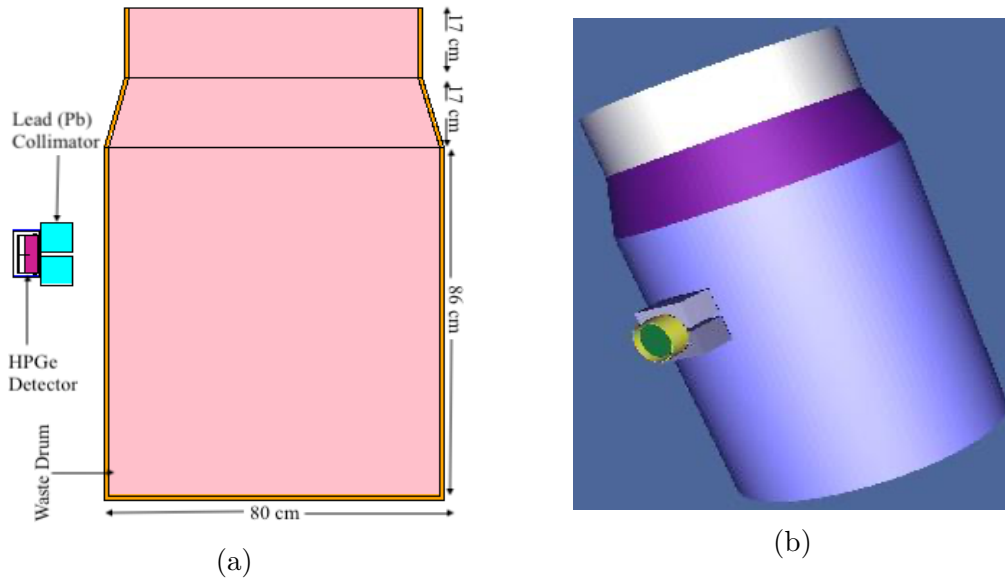 17 cm
17 cm
Lead (Pb)
Collimator
86 cm
HPGe
Detector
Waste Drum
80 cm
(a)
(b)